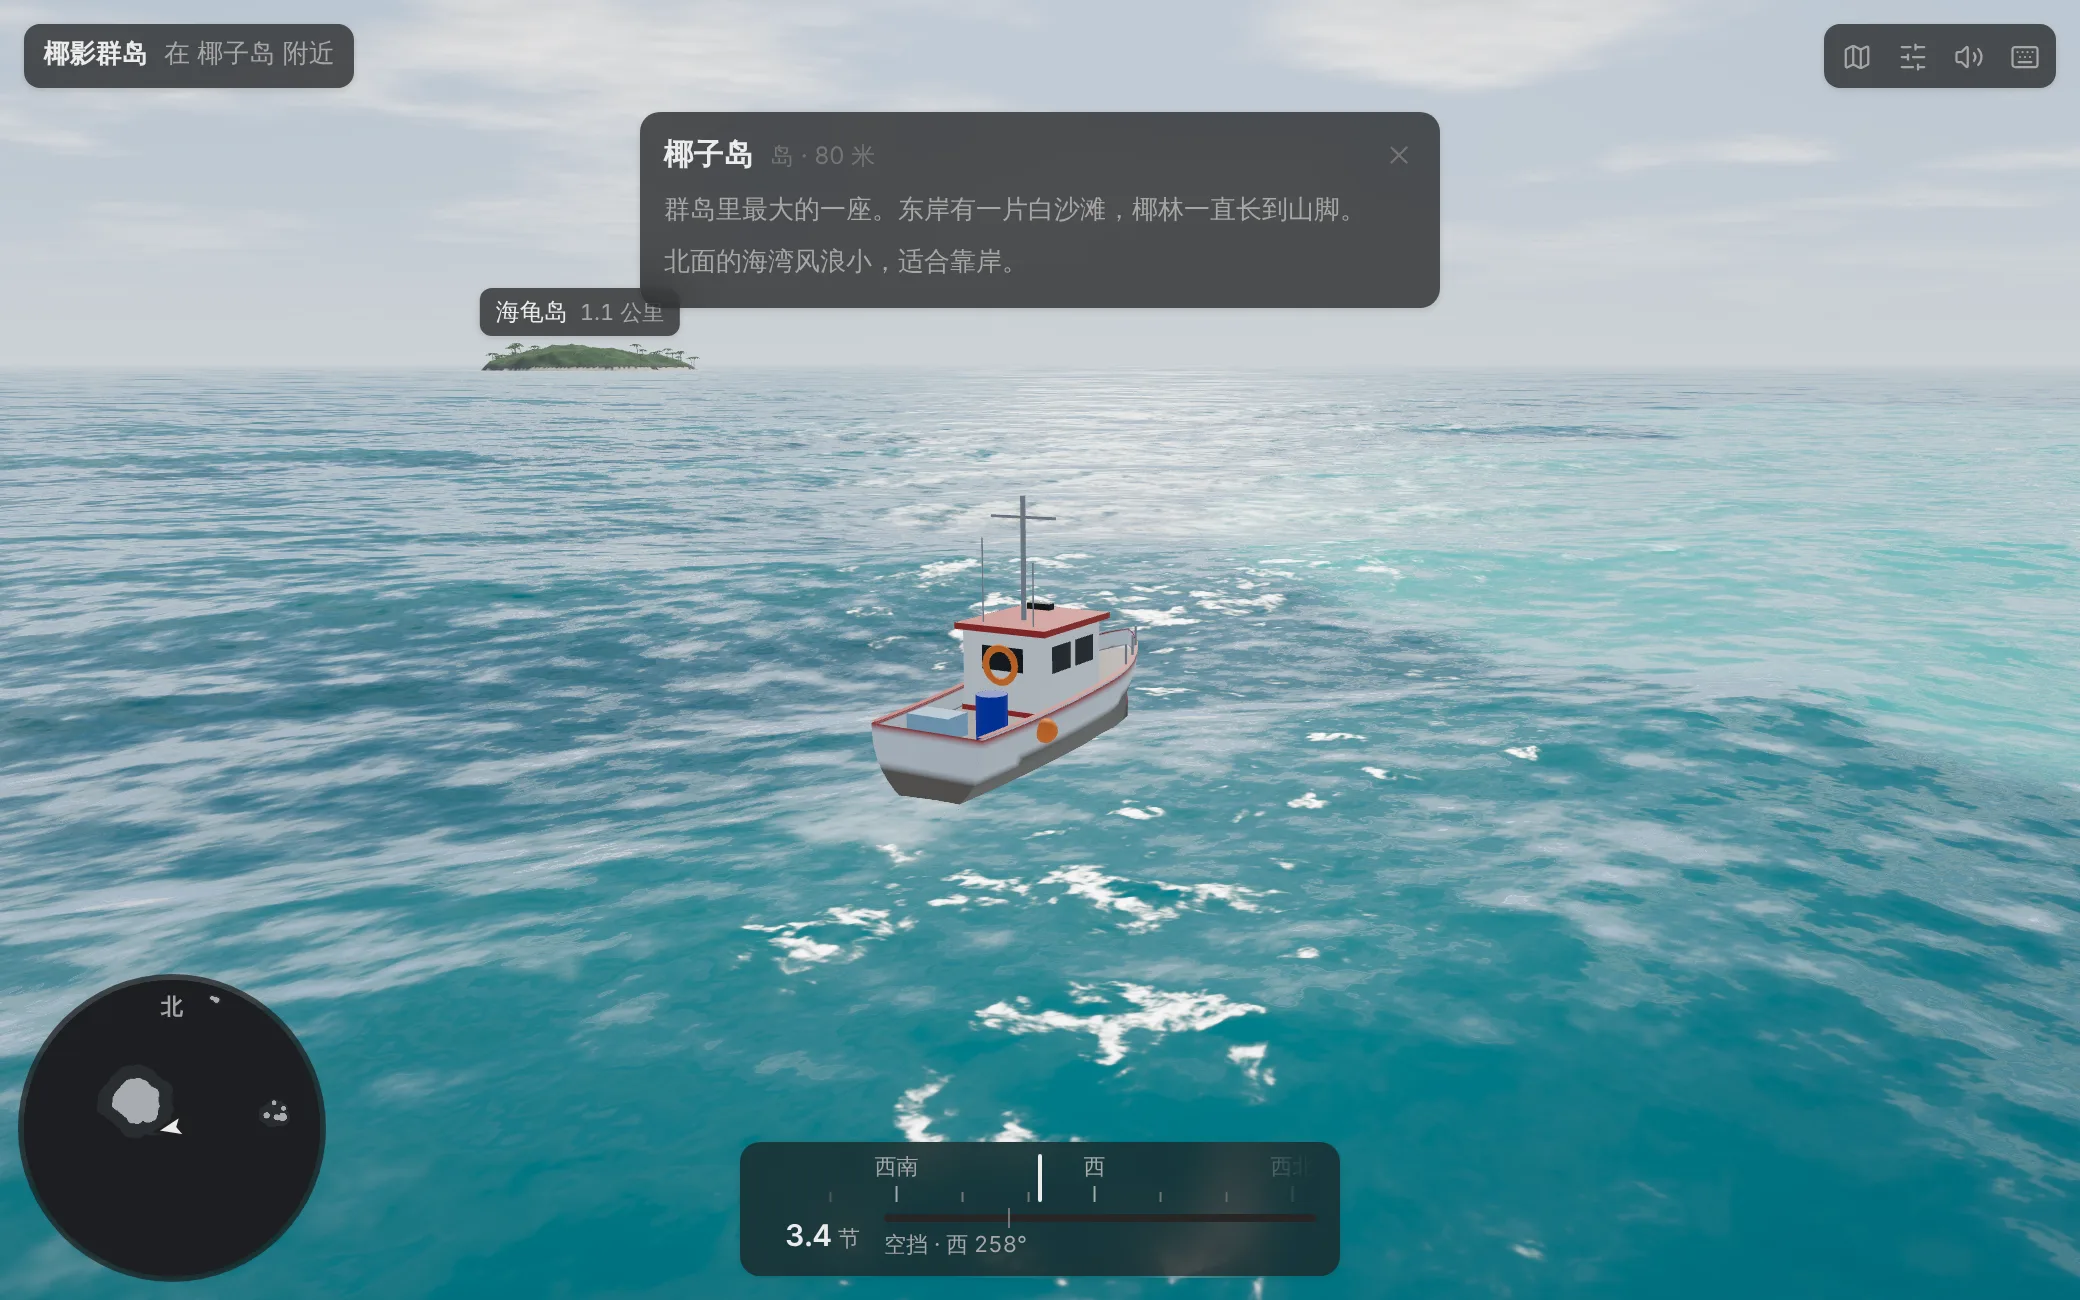 椰影群岛 在 椰子岛 附近
椰子岛 岛 · 80 米
群岛里最大的一座。东岸有一片白沙滩，椰林一直长到山脚。
北面的海湾风浪小，适合靠岸。
海龟岛 1.1 公里
北
西南 西 西北
3.4 节
空挡 · 西 258°